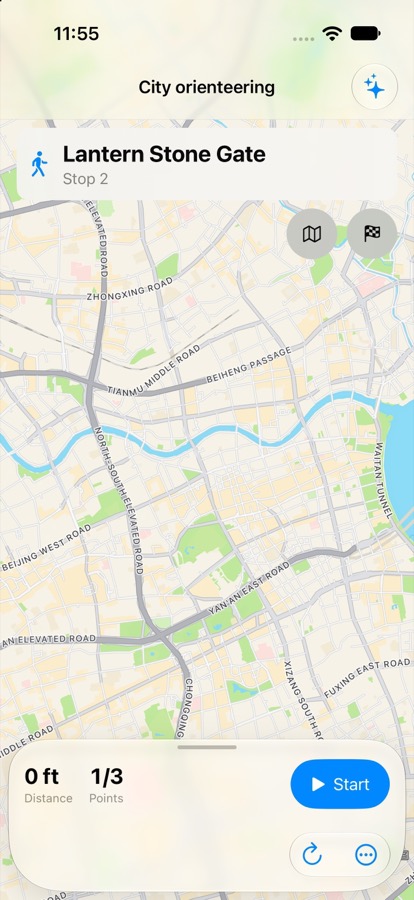 11:55
City orienteering
Lantern Stone Gate
Stop 2
ELEVATED ROAD
ZHONGXING ROAD
TIANMU MIDDLE ROAD
BEIHENG PASSAGE
NORTH-SOUTH ELEVATED ROAD
WAITAN TUNNEL
BEIJING WEST ROAD
YAN'AN EAST ROAD
AN ELEVATED ROAD
FUXING EAST ROAD
XIZANG SOUTH RO
CHONGQING
IDDLE ROAD
0 ft
1/3
Start
Distance
Points